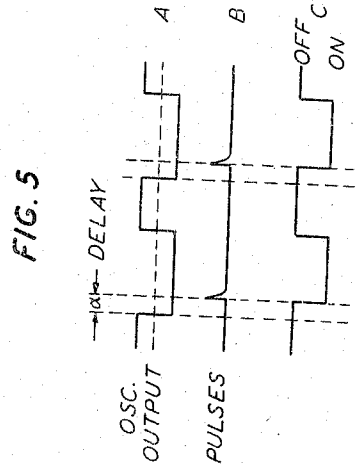 FIG. 5
α DELAY
OSC.
OUTPUT
A
PULSES
B
OFF
C
ON